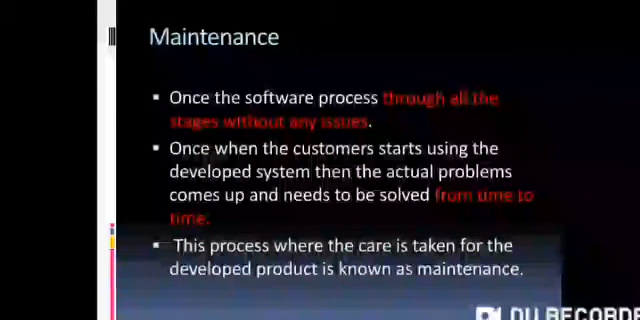 Maintenance
Once the software process through all the
stages without any issues.
Once when the customers starts using the
developed system then the actual problems
comes up and needs to be solved from time to
time.
This process where the care is taken for the
developed product is known as maintenance.
DU RECORDE